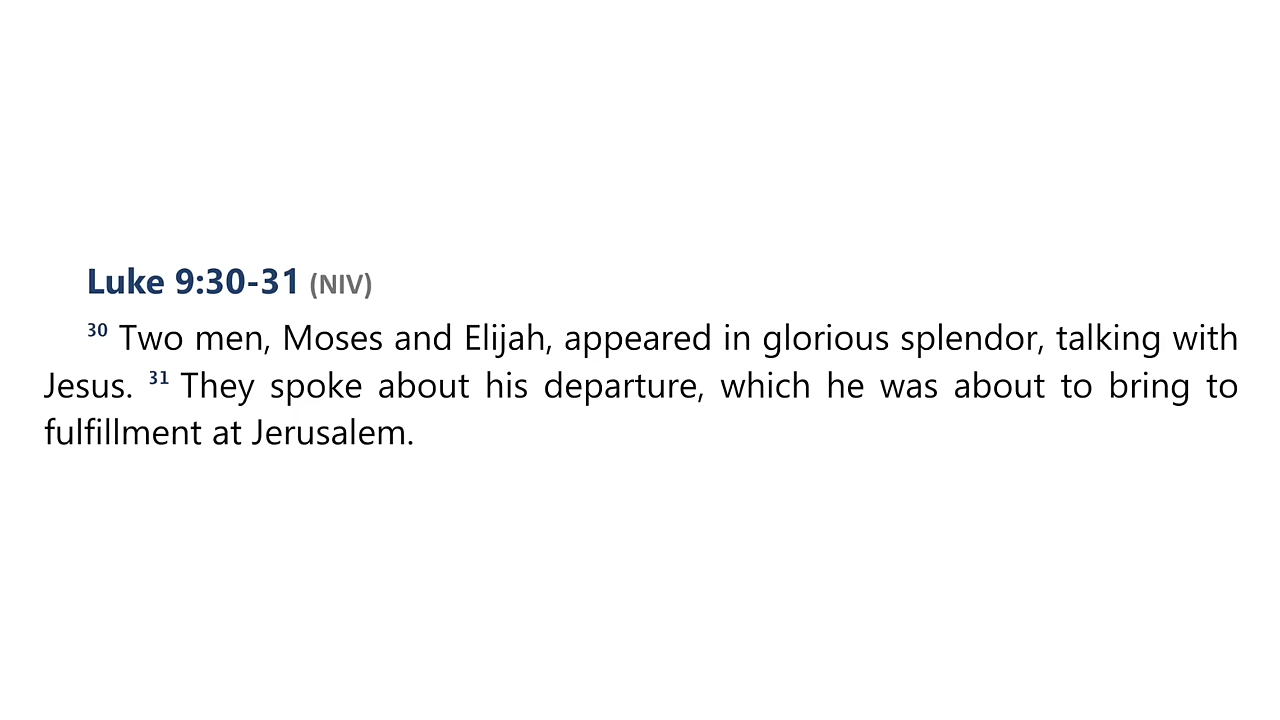 Luke 9:30-31 (NIV)
30 Two men, Moses and Elijah, appeared in glorious splendor, talking with
Jesus. 31 They spoke about his departure, which he was about to bring to
fulfillment at Jerusalem.